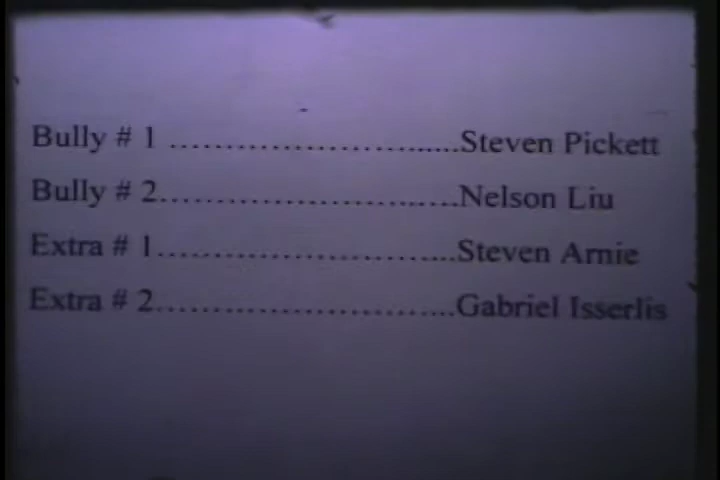 Bully # 1 ..............................Steven Pickett
Bully # 2..............................Nelson Liu
Extra # 1..............................Steven Arnie
Extra # 2..............................Gabriel Isserlis